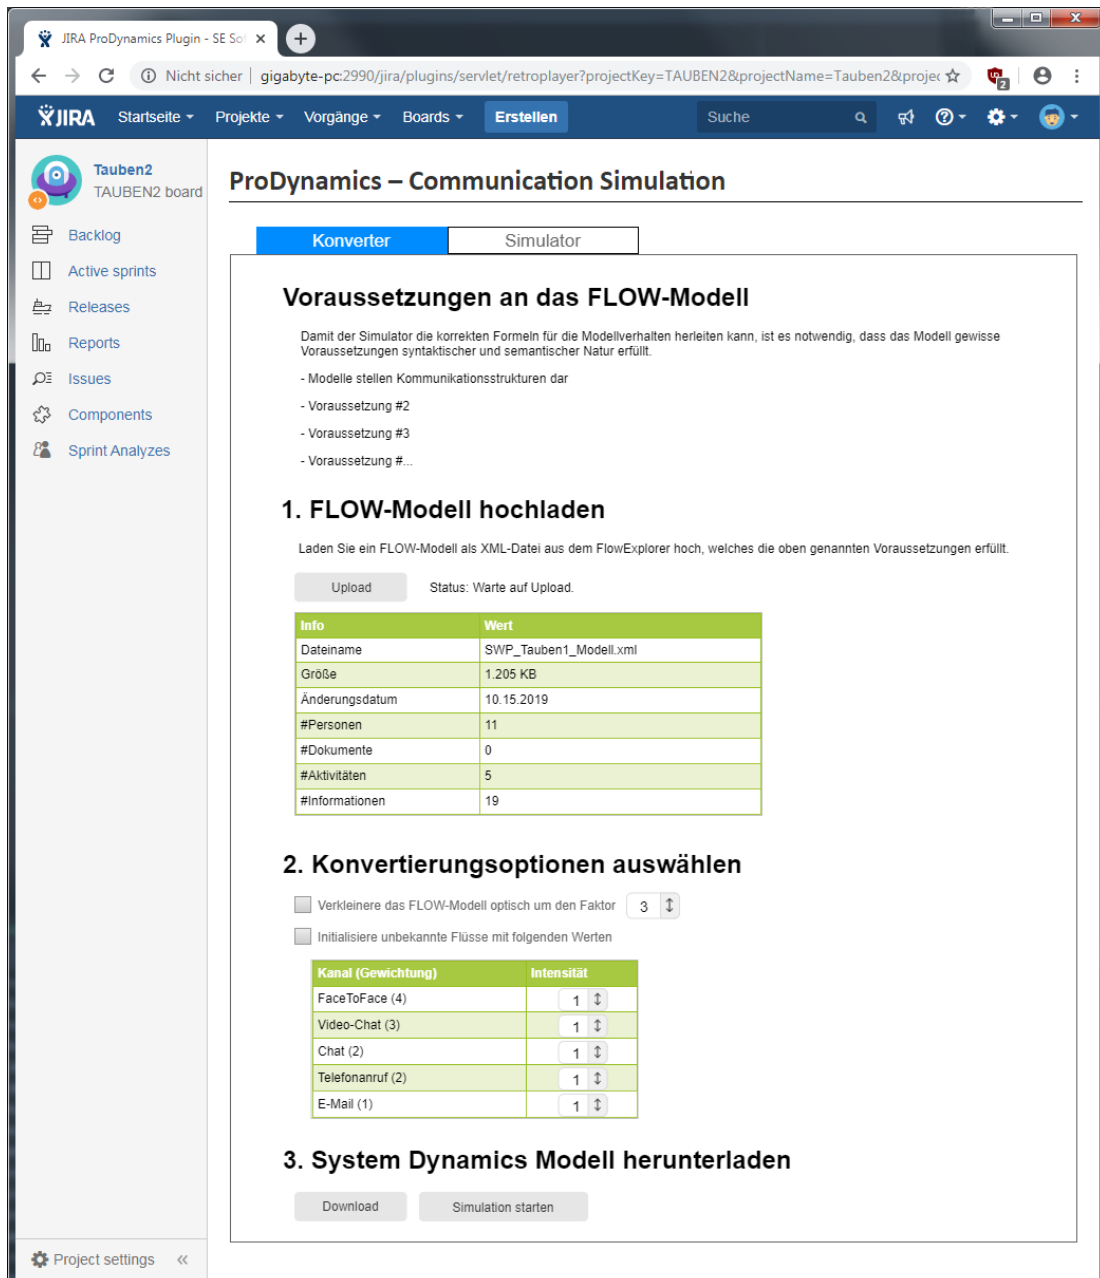 JIRA ProDynamics Plugin - SE Sof
Nicht sicher | gigabyte-pc:2990/jira/plugins/servlet/retroplayer?projectKey=TAUBEN2&projectName=Tauben2&projec
2
JIRA Startseite Projekte Vorgänge Boards Erstellen Suche
Tauben2
TAUBEN2 board
Backlog
Active sprints
Releases
Reports
Issues
Components
Sprint Analyzes
Project settings
ProDynamics – Communication Simulation
Konverter Simulator
Voraussetzungen an das FLOW-Modell
Damit der Simulator die korrekten Formeln für die Modellverhalten herleiten kann, ist es notwendig, dass das Modell gewisse
Voraussetzungen syntaktischer und semantischer Natur erfüllt.
- Modelle stellen Kommunikationsstrukturen dar
- Voraussetzung #2
- Voraussetzung #3
- Voraussetzung #...
1. FLOW-Modell hochladen
Laden Sie ein FLOW-Modell als XML-Datei aus dem FlowExplorer hoch, welches die oben genannten Voraussetzungen erfüllt.
Upload Status: Warte auf Upload.
Info Wert
Dateiname SWP_Tauben1_Modell.xml
Größe 1.205 KB
Änderungsdatum 10.15.2019
#Personen 11
#Dokumente 0
#Aktivitäten 5
#Informationen 19
2. Konvertierungsoptionen auswählen
Verkleinere das FLOW-Modell optisch um den Faktor 3
Initialisiere unbekannte Flüsse mit folgenden Werten
Kanal (Gewichtung) Intensität
FaceToFace (4) 1
Video-Chat (3) 1
Chat (2) 1
Telefonanruf (2) 1
E-Mail (1) 1
3. System Dynamics Modell herunterladen
Download Simulation starten